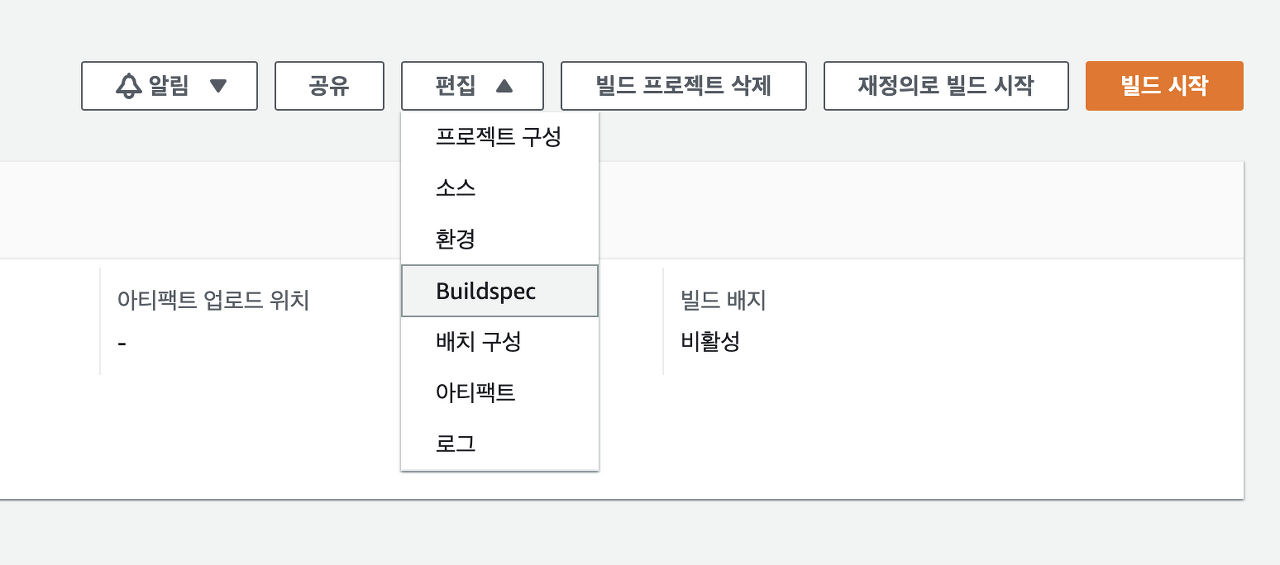 알림
공유
편집
빌드 프로젝트 삭제
재정의로 빌드 시작
빌드 시작
프로젝트 구성
소스
환경
Buildspec
배치 구성
아티팩트
로그
아티팩트 업로드 위치
-
빌드 배지
비활성